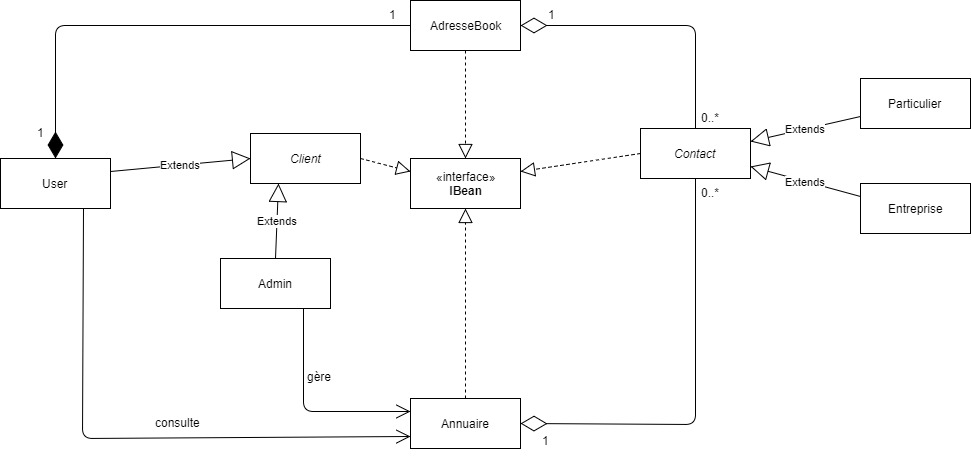 1
AdresseBook
1
Particulier
Extends
0..*
1
Client
Contact
Extends
«interface»
IBean
User
Extends
0..*
Entreprise
Extends
Admin
gère
consulte
Annuaire
1